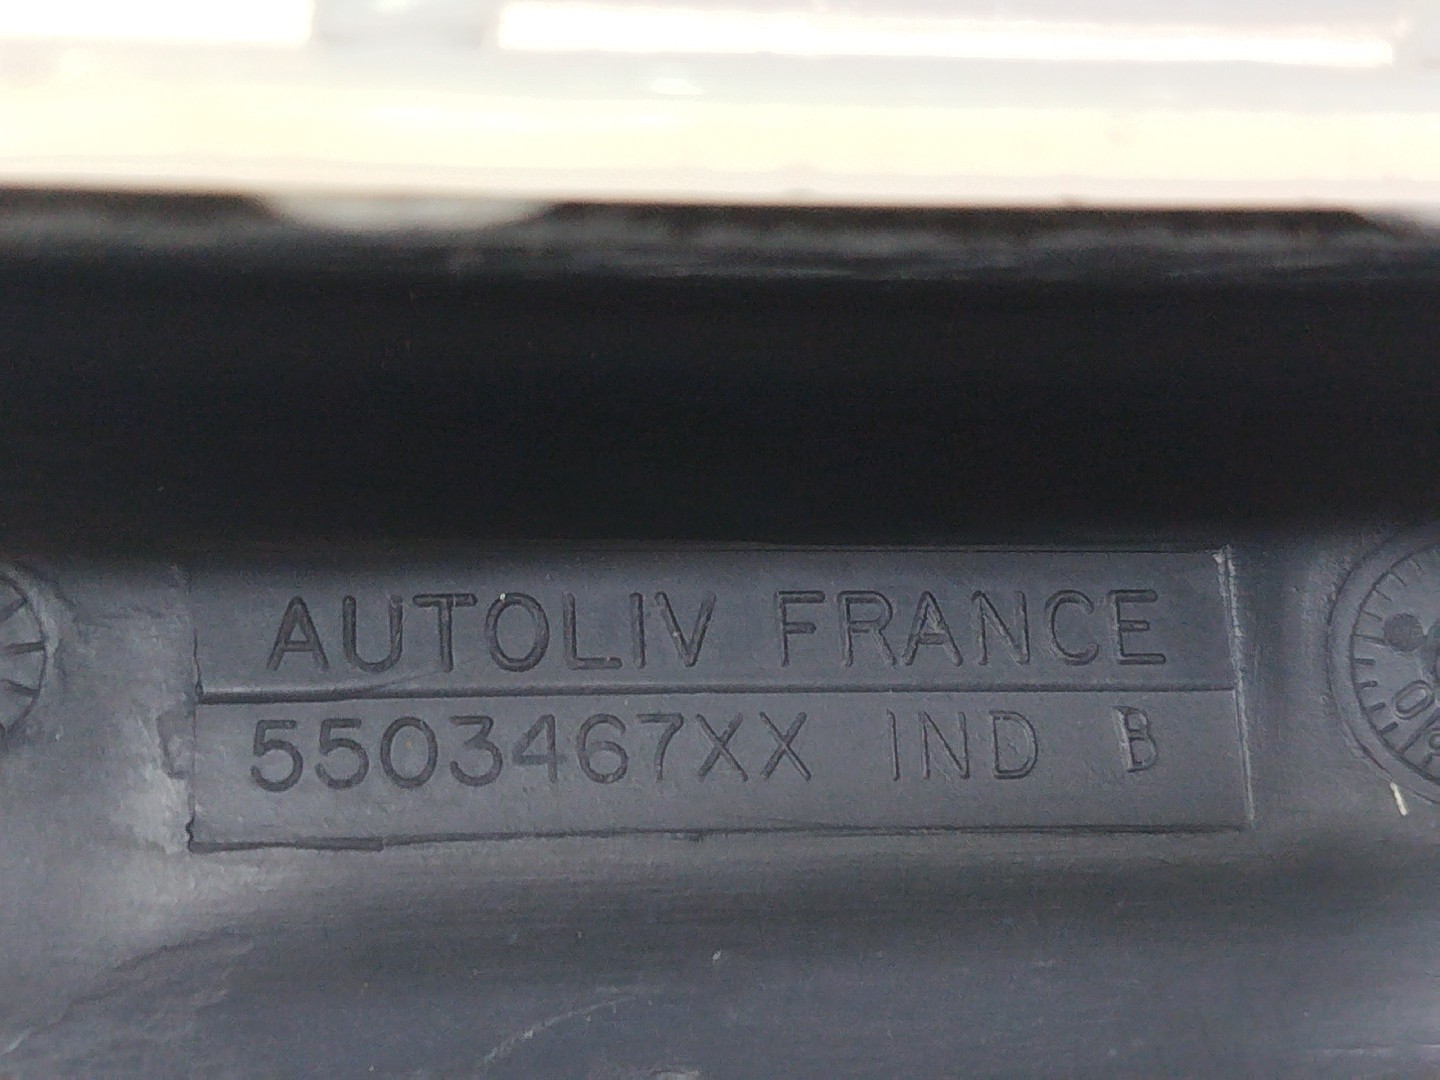 AUTOLIV FRANCE
5503467XX IND B